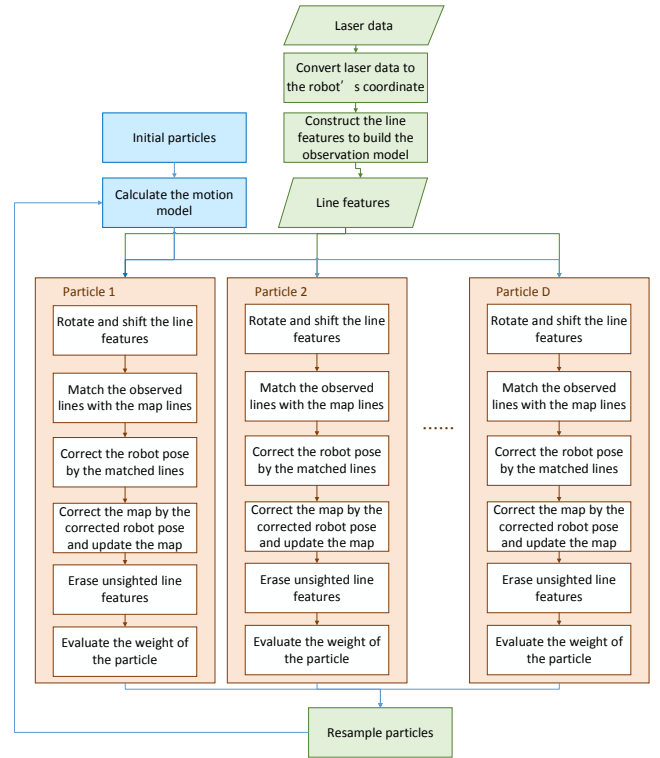 Laser data
Convert laser data to
the robot’ s coordinate
Construct the line
features to build the
observation model
Initial particles
Calculate the motion
model
Line features
Particle 1
Rotate and shift the line
features
Match the observed
lines with the map lines
Correct the robot pose
by the matched lines
Correct the map by the
corrected robot pose
and update the map
Erase unsighted line
features
Evaluate the weight of
the particle
Particle 2
Rotate and shift the line
features
Match the observed
lines with the map lines
Correct the robot pose
by the matched lines
Correct the map by the
corrected robot pose
and update the map
Erase unsighted line
features
Evaluate the weight of
the particle
......
Particle D
Rotate and shift the line
features
Match the observed
lines with the map lines
Correct the robot pose
by the matched lines
Correct the map by the
corrected robot pose
and update the map
Erase unsighted line
features
Evaluate the weight of
the particle
Resample particles